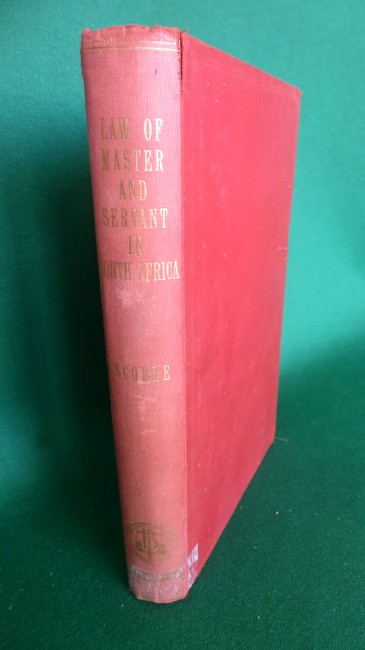 LAW OF
MASTER
AND
SERVANT
IN
SOUTH AFRICA
SCOBLE